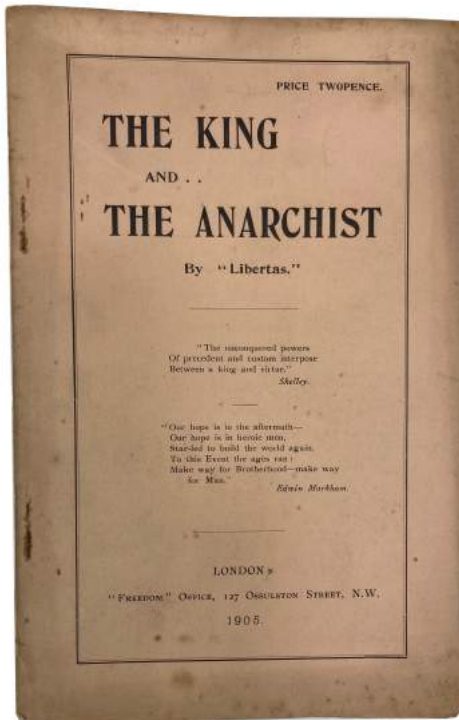 PRICE TWOPENCE.
THE KING
AND . .
THE ANARCHIST
By "Libertas."
"The unconquered powers
Of precedent and custom interpose
Between a king and virtue."
Shelley.
"Our hope is in the aftermath—
Our hope is in heroic men,
Star-led to build the world again.
To this Event the ages ran:
Make way for Brotherhood—make way
for Man."
Edwin Markham.
LONDON:
"FREEDOM" OFFICE, 127 OSSULSTON STREET, N.W.
1905.